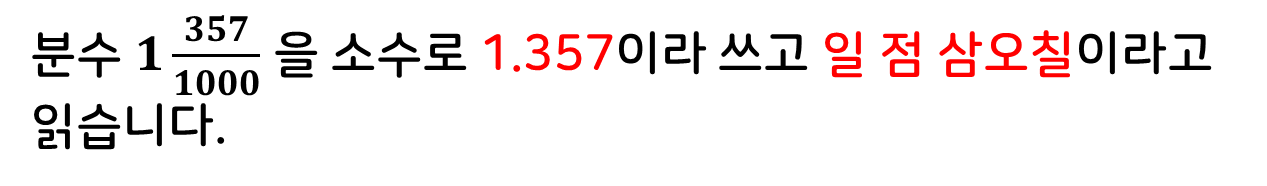 분수 1 357/1000 을 소수로 1.357이라 쓰고 일 점 삼오칠이라고
읽습니다.